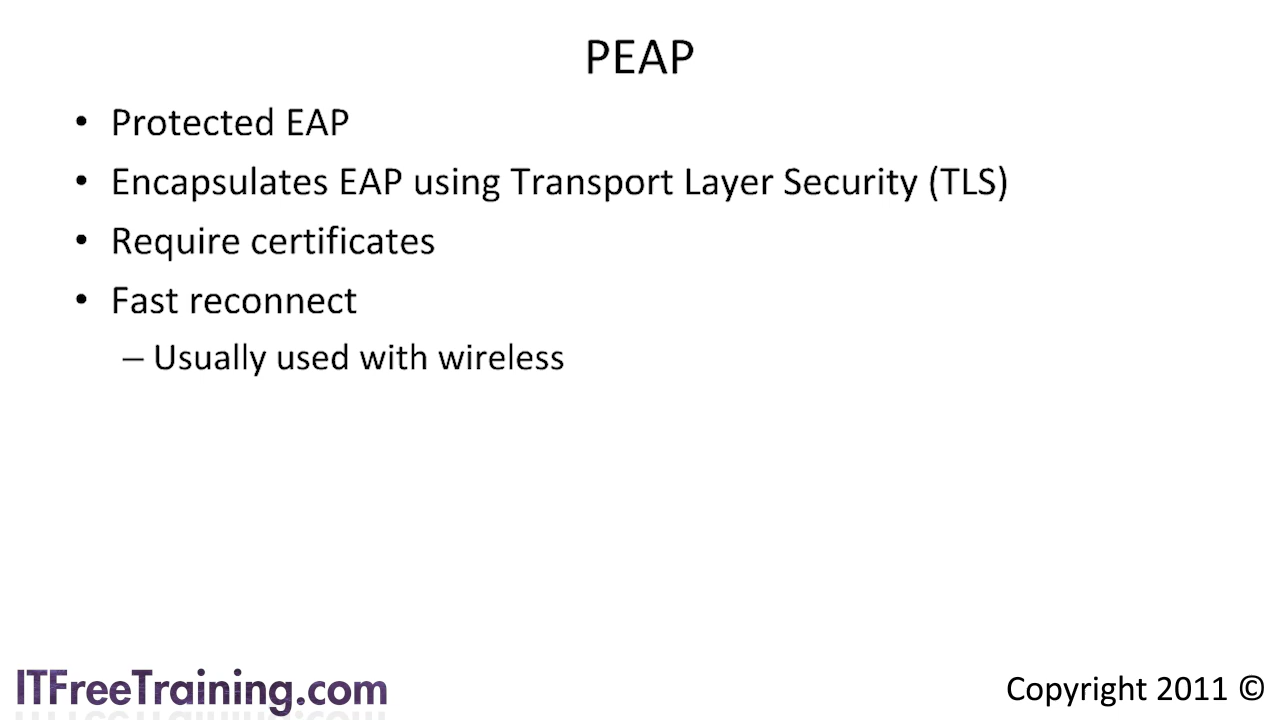 PEAP
• Protected EAP
• Encapsulates EAP using Transport Layer Security (TLS)
• Require certificates
• Fast reconnect
– Usually used with wireless
ITFreeTraining.com
Copyright 2011 ©